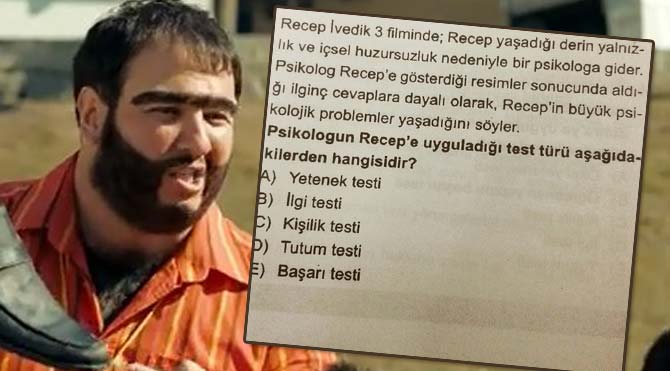 Recep İvedik 3 filminde; Recep yaşadığı derin yalnız-
lık ve içsel huzursuzluk nedeniyle bir psikologa gider.
Psikolog Recep'e gösterdiği resimler sonucunda aldı-
ğı ilginç cevaplara dayalı olarak, Recep'in büyük psi-
kolojik problemler yaşadığını söyler.
Psikologun Recep'e uyguladığı test türü aşağıda-
kilerden hangisidir?
A) Yetenek testi
B) İlgi testi
C) Kişilik testi
D) Tutum testi
E) Başarı testi